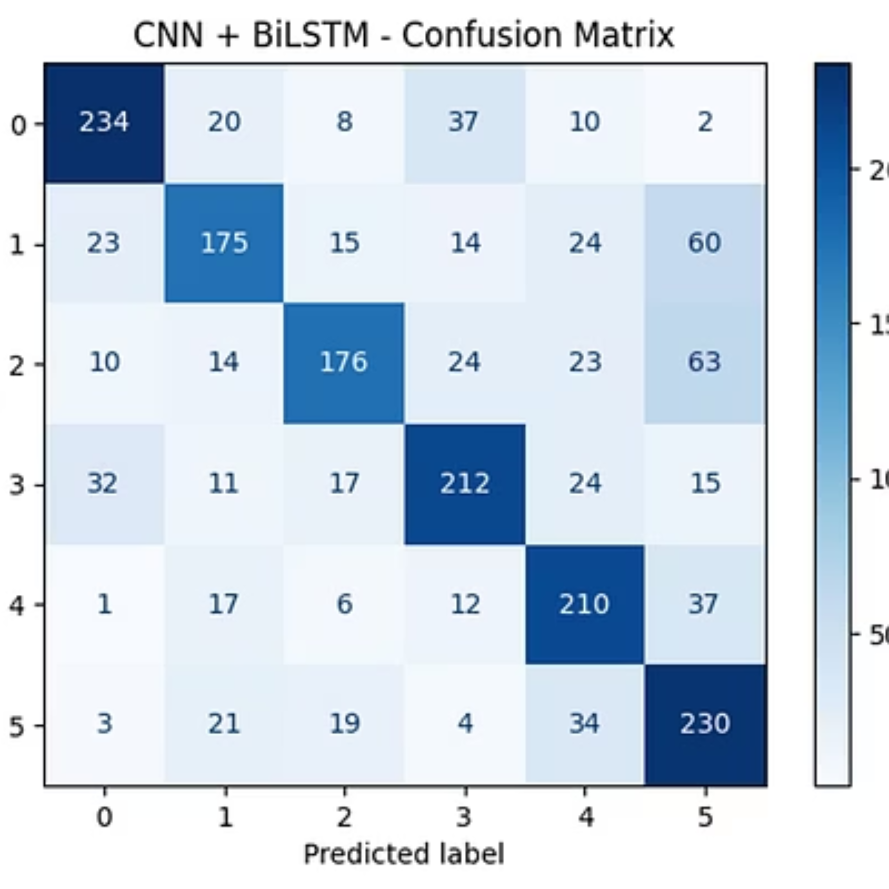 CNN + BiLSTM - Confusion Matrix
0 234 20 8 37 10 2
1 23 175 15 14 24 60
2 10 14 176 24 23 63
3 32 11 17 212 24 15
4 1 17 6 12 210 37
5 3 21 19 4 34 230
0 1 2 3 4 5
Predicted label
50